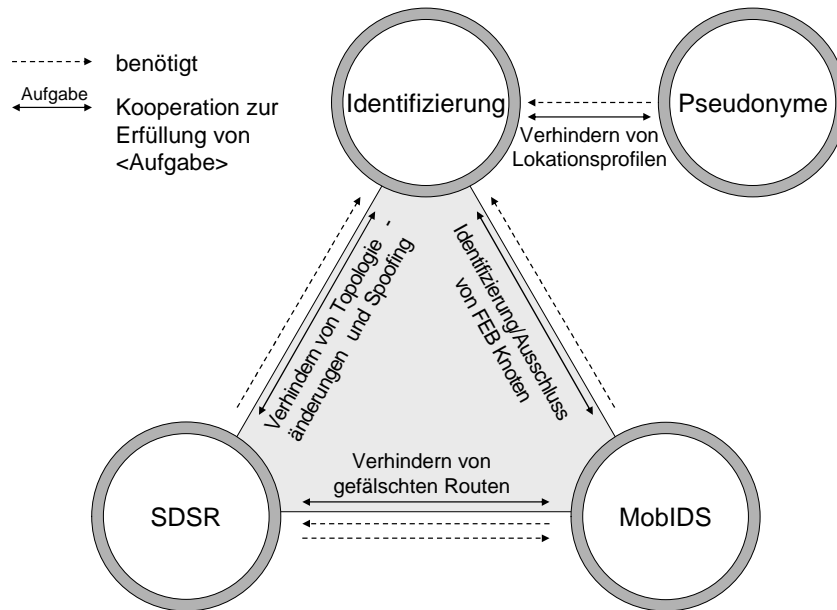 benötigt
Aufgabe
Kooperation zur
Erfüllung von
<Aufgabe>
Identifizierung
Pseudonyme
Verhindern von
Lokationsprofilen
Verhindern von Topologie -
änderungen und Spoofing
Identifizierung/Ausschluss
von FEB Knoten
Verhindern von
gefälschten Routen
SDSR
MobIDS